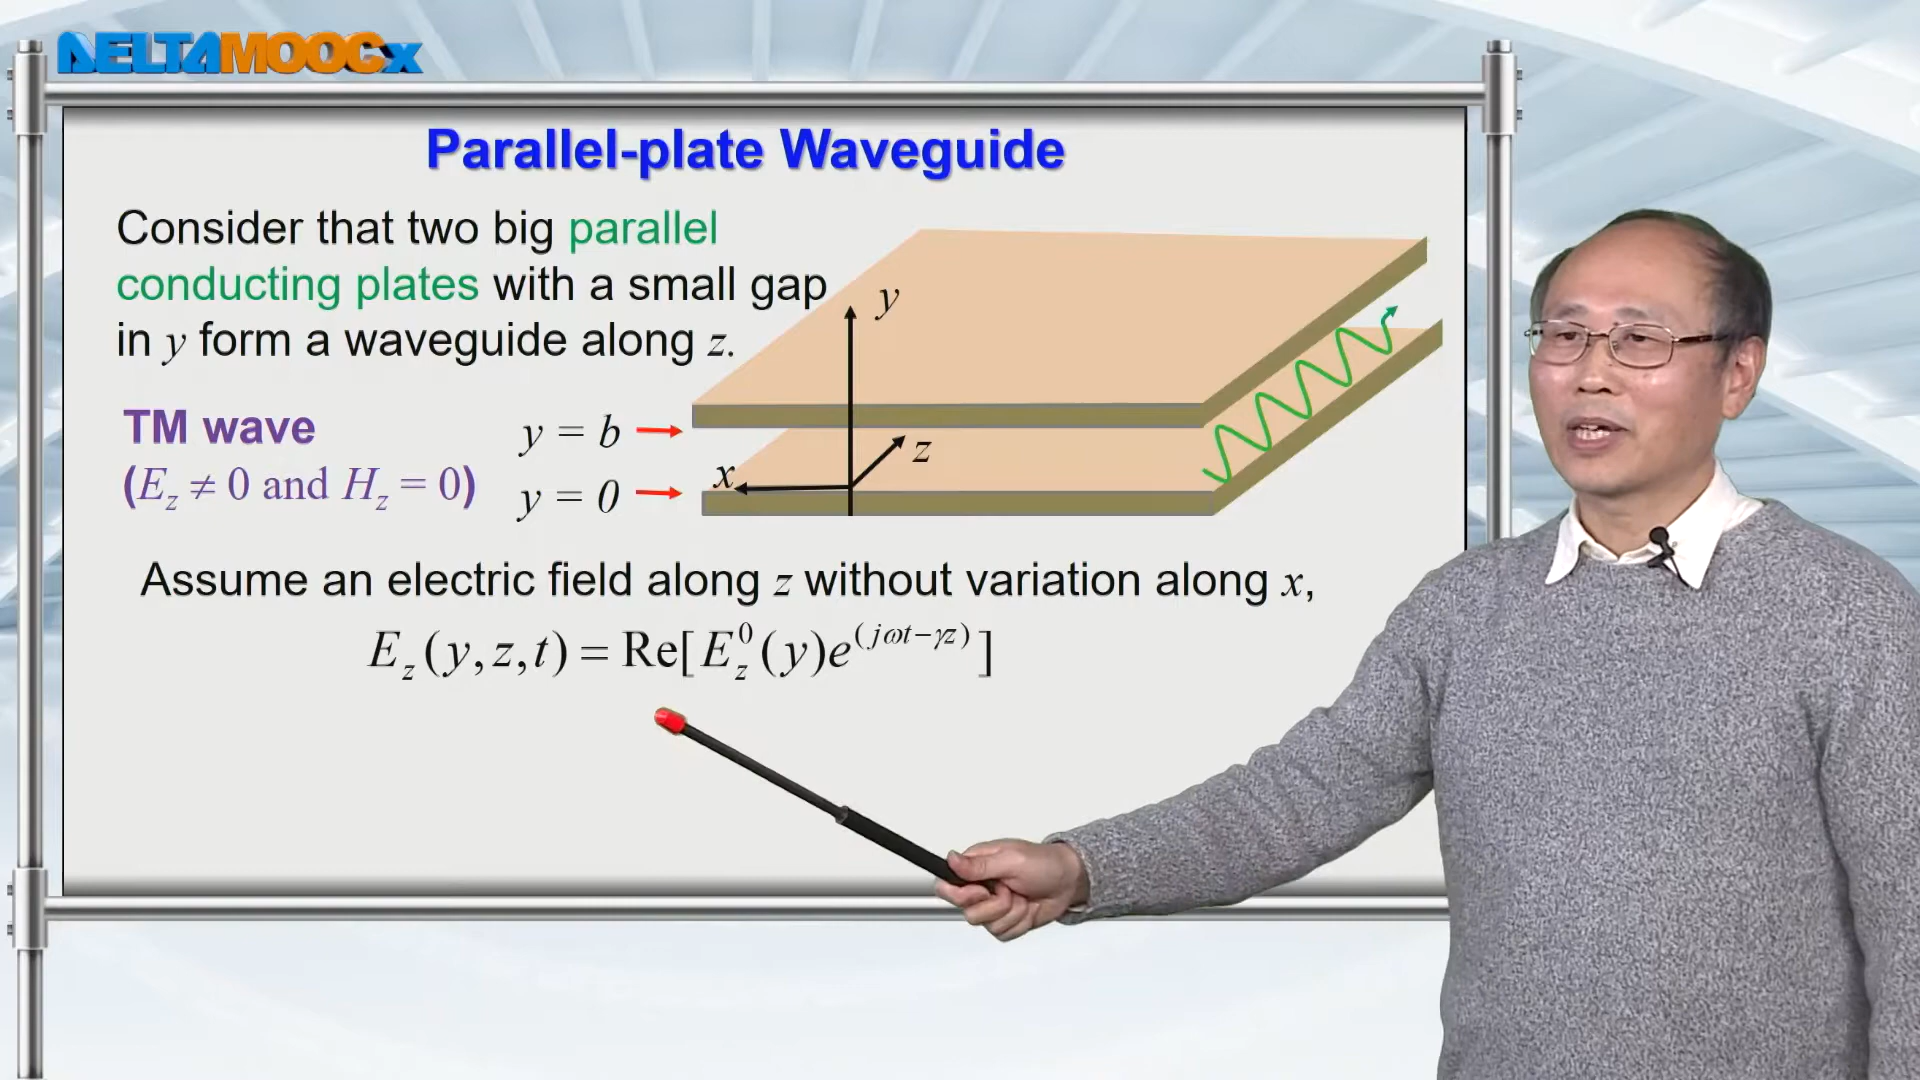 DELTAMOOCx
Parallel-plate Waveguide
Consider that two big parallel
conducting plates with a small gap
in y form a waveguide along z.
TM wave
(E_z ≠ 0 and H_z = 0)
y = b
y = 0
y
z
x
Assume an electric field along z without variation along x,
E_z(y,z,t) = Re[E_z^0(y)e^(jωt−γz)]